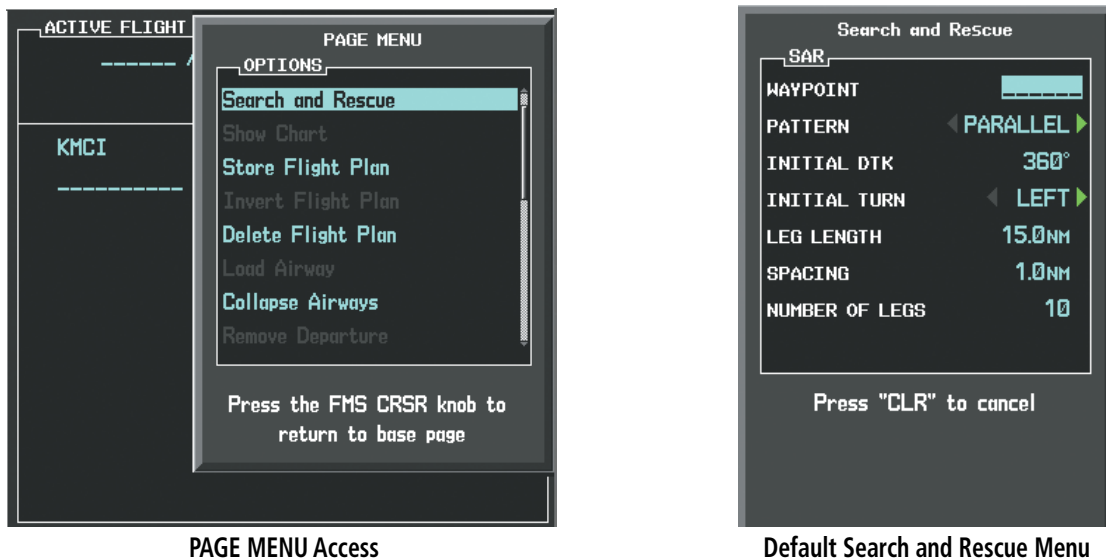 ACTIVE FLIGHT
KMCI
PAGE MENU
OPTIONS
Search and Rescue
Show Chart
Store Flight Plan
Invert Flight Plan
Delete Flight Plan
Load Airway
Collapse Airways
Remove Departure
Press the FMS CRSR knob to
return to base page
PAGE MENU Access
Search and Rescue
SAR
WAYPOINT ______
PATTERN PARALLEL
INITIAL DTK 360°
INITIAL TURN LEFT
LEG LENGTH 15.0NM
SPACING 1.0NM
NUMBER OF LEGS 10
Press "CLR" to cancel
Default Search and Rescue Menu